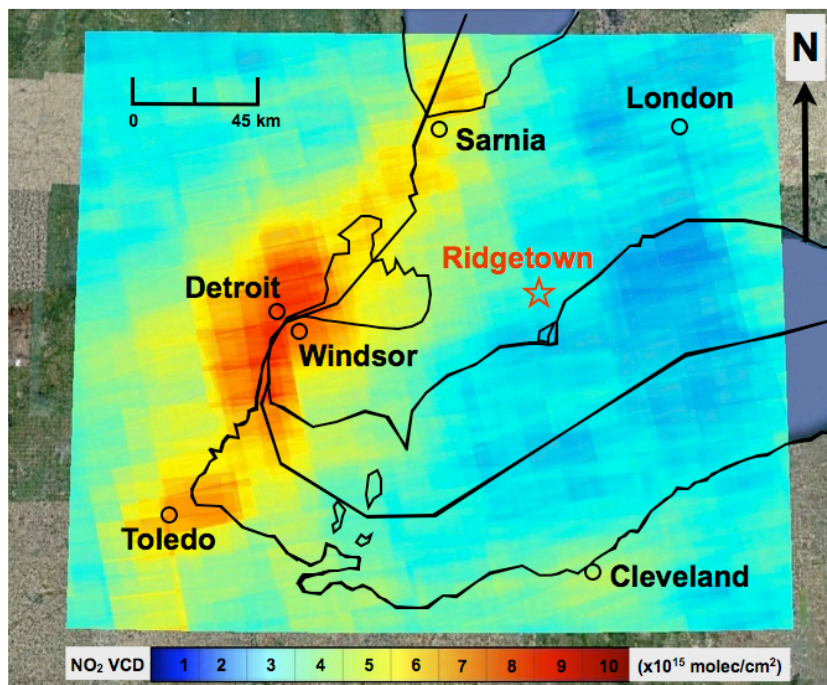 N
London
0 45 km
Sarnia
Ridgetown
Detroit
Windsor
Toledo
Cleveland
NO₂ VCD 1 2 3 4 5 6 7 8 9 10 (x10¹⁵ molec/cm²)